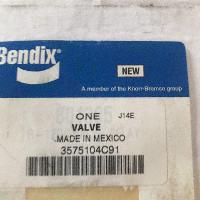 Bendix
NEW
A member of the Knorr-Bremse group
ONE J14E
VALVE
MADE IN MEXICO
3575104C91